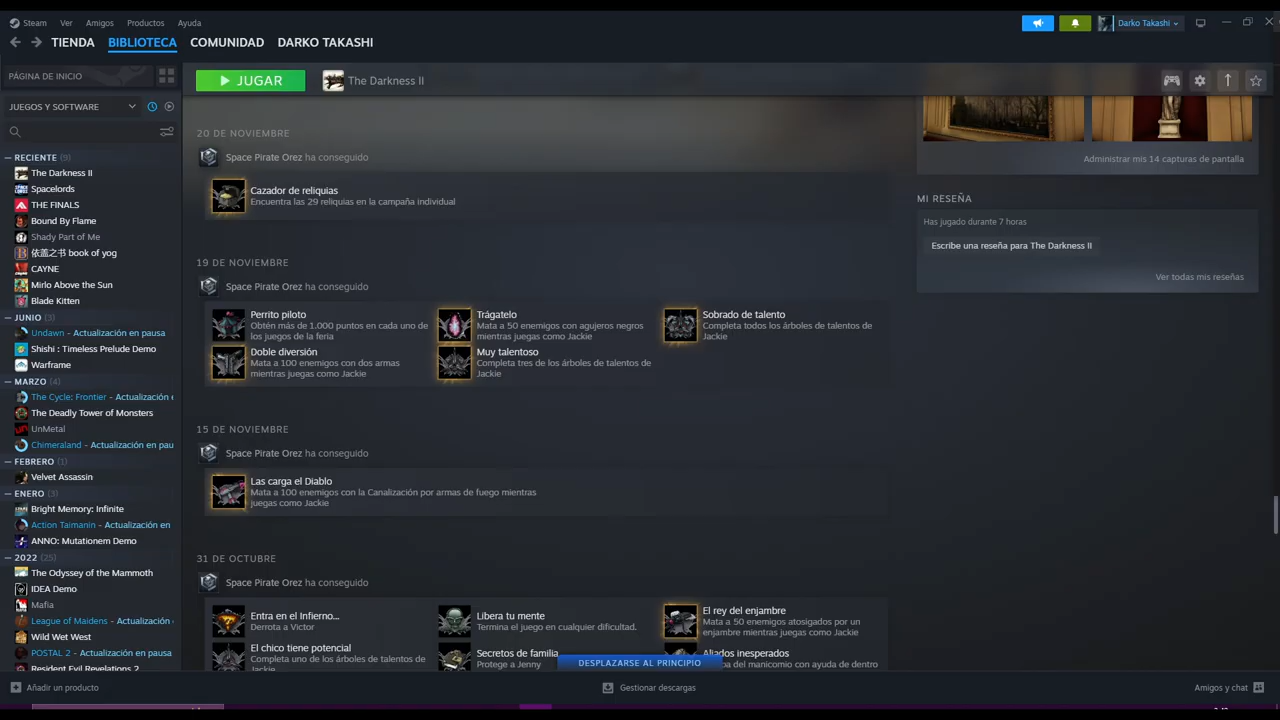 Steam Ver Amigos Productos Ayuda
Darko Takashi
TIENDA BIBLIOTECA COMUNIDAD DARKO TAKASHI
PÁGINA DE INICIO
JUEGOS Y SOFTWARE
RECIENTE (9)
The Darkness II
Spacelords
THE FINALS
Bound By Flame
Shady Part of Me
依盖之书 book of yog
CAYNE
Mirlo Above the Sun
Blade Kitten
JUNIO (3)
Undawn - Actualización en pausa
Shishi : Timeless Prelude Demo
Warframe
MARZO (4)
The Cycle: Frontier - Actualización e
The Deadly Tower of Monsters
UnMetal
Chimeraland - Actualización en pau
FEBRERO (1)
Velvet Assassin
ENERO (3)
Bright Memory: Infinite
Action Taimanin - Actualización en
ANNO: Mutationem Demo
2022 (25)
The Odyssey of the Mammoth
IDEA Demo
Mafia
League of Maidens - Actualización
Wild Wet West
POSTAL 2 - Actualización en pausa
Resident Evil Revelations 2
JUGAR
The Darkness II
20 DE NOVIEMBRE
Space Pirate Orez ha conseguido
Cazador de reliquias
Encuentra las 29 reliquias en la campaña individual
19 DE NOVIEMBRE
Space Pirate Orez ha conseguido
Perrito piloto
Obtén más de 1.000 puntos en cada uno de
los juegos de la feria
Trágatelo
Mata a 50 enemigos con agujeros negros
mientras juegas como Jackie
Sobrado de talento
Completa todos los árboles de talentos de
Jackie
Doble diversión
Mata a 100 enemigos con dos armas
mientras juegas como Jackie
Muy talentoso
Completa tres de los árboles de talentos de
Jackie
15 DE NOVIEMBRE
Space Pirate Orez ha conseguido
Las carga el Diablo
Mata a 100 enemigos con la Canalización por armas de fuego mientras
juegas como Jackie
31 DE OCTUBRE
Space Pirate Orez ha conseguido
Entra en el Infierno...
Derrota a Victor
Libera tu mente
Termina el juego en cualquier dificultad.
El rey del enjambre
Mata a 50 enemigos atosigados por un
enjambre mientras juegas como Jackie
El chico tiene potencial
Completa uno de los árboles de talentos de
Jackie
Secretos de familia
Protege a Jenny
Aliados inesperados
del manicomio con ayuda de dentro
DESPLAZARSE AL PRINCIPIO
Administrar mis 14 capturas de pantalla
MI RESEÑA
Has jugado durante 7 horas
Escribe una reseña para The Darkness II
Ver todas mis reseñas
Añadir un producto
Gestionar descargas
Amigos y chat